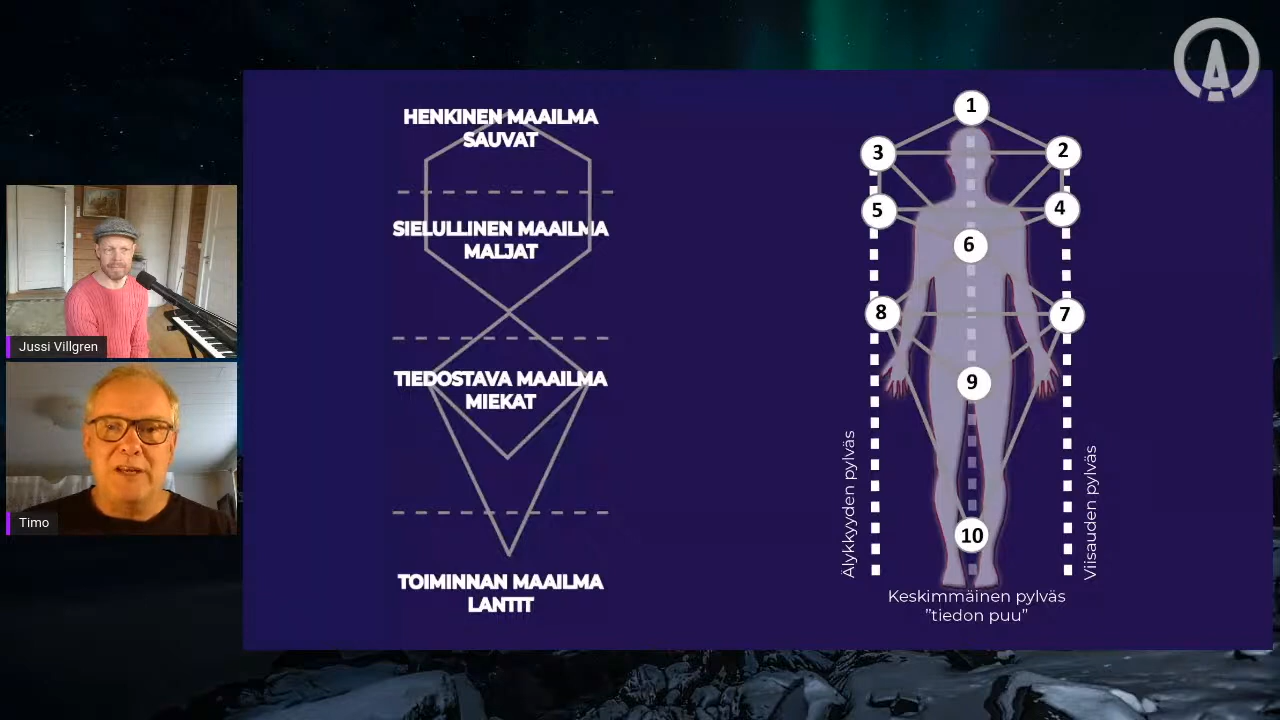 HENKINEN MAAILMA
SAUVAT
SIELULLINEN MAAILMA
MALJAT
TIEDOSTAVA MAAILMA
MIEKAT
TOIMINNAN MAAILMA
LANTIT
1
3
2
5
4
6
8
7
9
10
Älykkyyden pylväs
Viisauden pylväs
Keskimmäinen pylväs
”tiedon puu”
Jussi Villgren
Timo